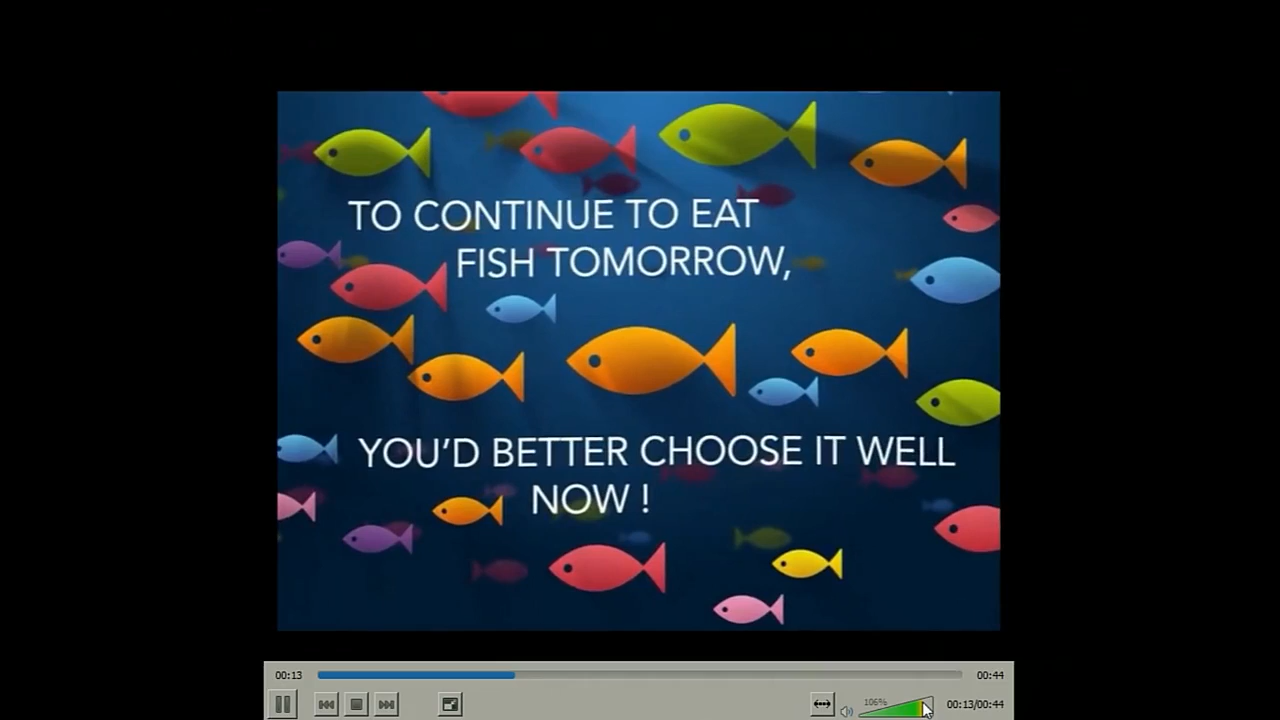 TO CONTINUE TO EAT
FISH TOMORROW,
YOU'D BETTER CHOOSE IT WELL
NOW !
00:13
00:44
106%
00:13/00:44